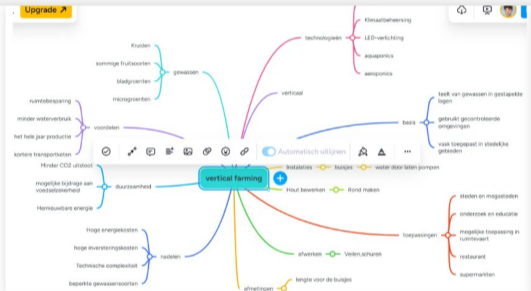 Upgrade ↗
Kruiden
sommige fruitsoorten
bladgroenten
microgroenten
gewassen
ruimtebesparing
minder waterverbruik
het hele jaar productie
kortere transportketen
voordelen
Minder CO2 uitstoot
mogelijke bijdrage aan
voedselzekerheid
Hernieuwbare energie
duurzaamheid
Hoge energiekosten
hoge investeringskosten
Technische complexiteit
beperkte gewassensoorten
nadelen
technologieën
Klimaatbeheersing
LED-verlichting
aquaponics
aeroponics
verticaal
basis
teelt van gewassen in gestapelde
lagen
gebruikt gecontroleerde
omgevingen
vaak toegepast in stedelijke
gebieden
Automatisch uitlijnen
vertical farming
Instalaties
buisjes
water door laten pompen
Hout bewerken
Rond maken
toepassingen
steden en megasteden
onderzoek en educatie
mogelijke toepassing in
ruimtevaart
restaurant
supermarkten
afwerken
Veilen,schuren
afmetingen
lengte voor de buisjes